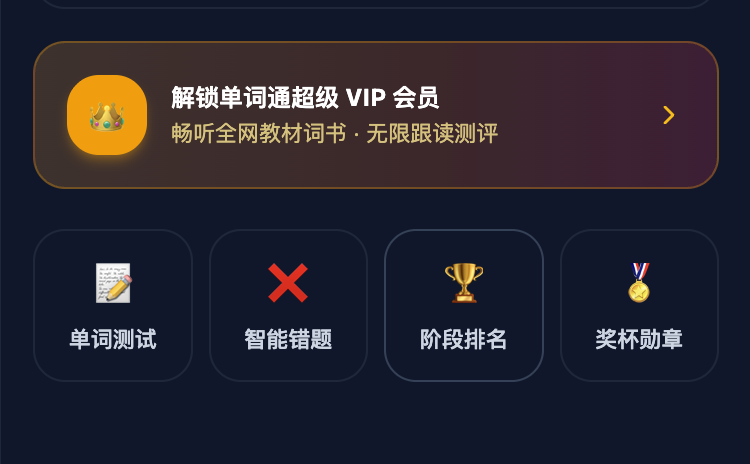 解锁单词通超级 VIP 会员
畅听全网教材词书 · 无限跟读测评
单词测试
智能错题
阶段排名
奖杯勋章